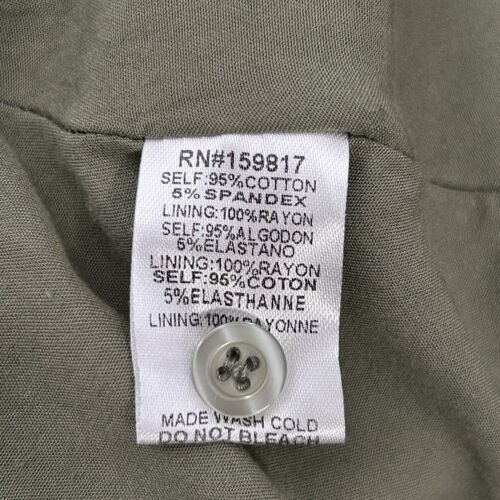 RN#159817
SELF:95%COTTON
5%SPANDEX
LINING:100%RAYON
SELF:95%ALGODON
5%ELASTANO
LINING:100%RAYON
SELF:95%COTON
5%ELASTHANNE
LINING:100%RAYONNE
MADE WASH COLD
DO NOT BLEACH